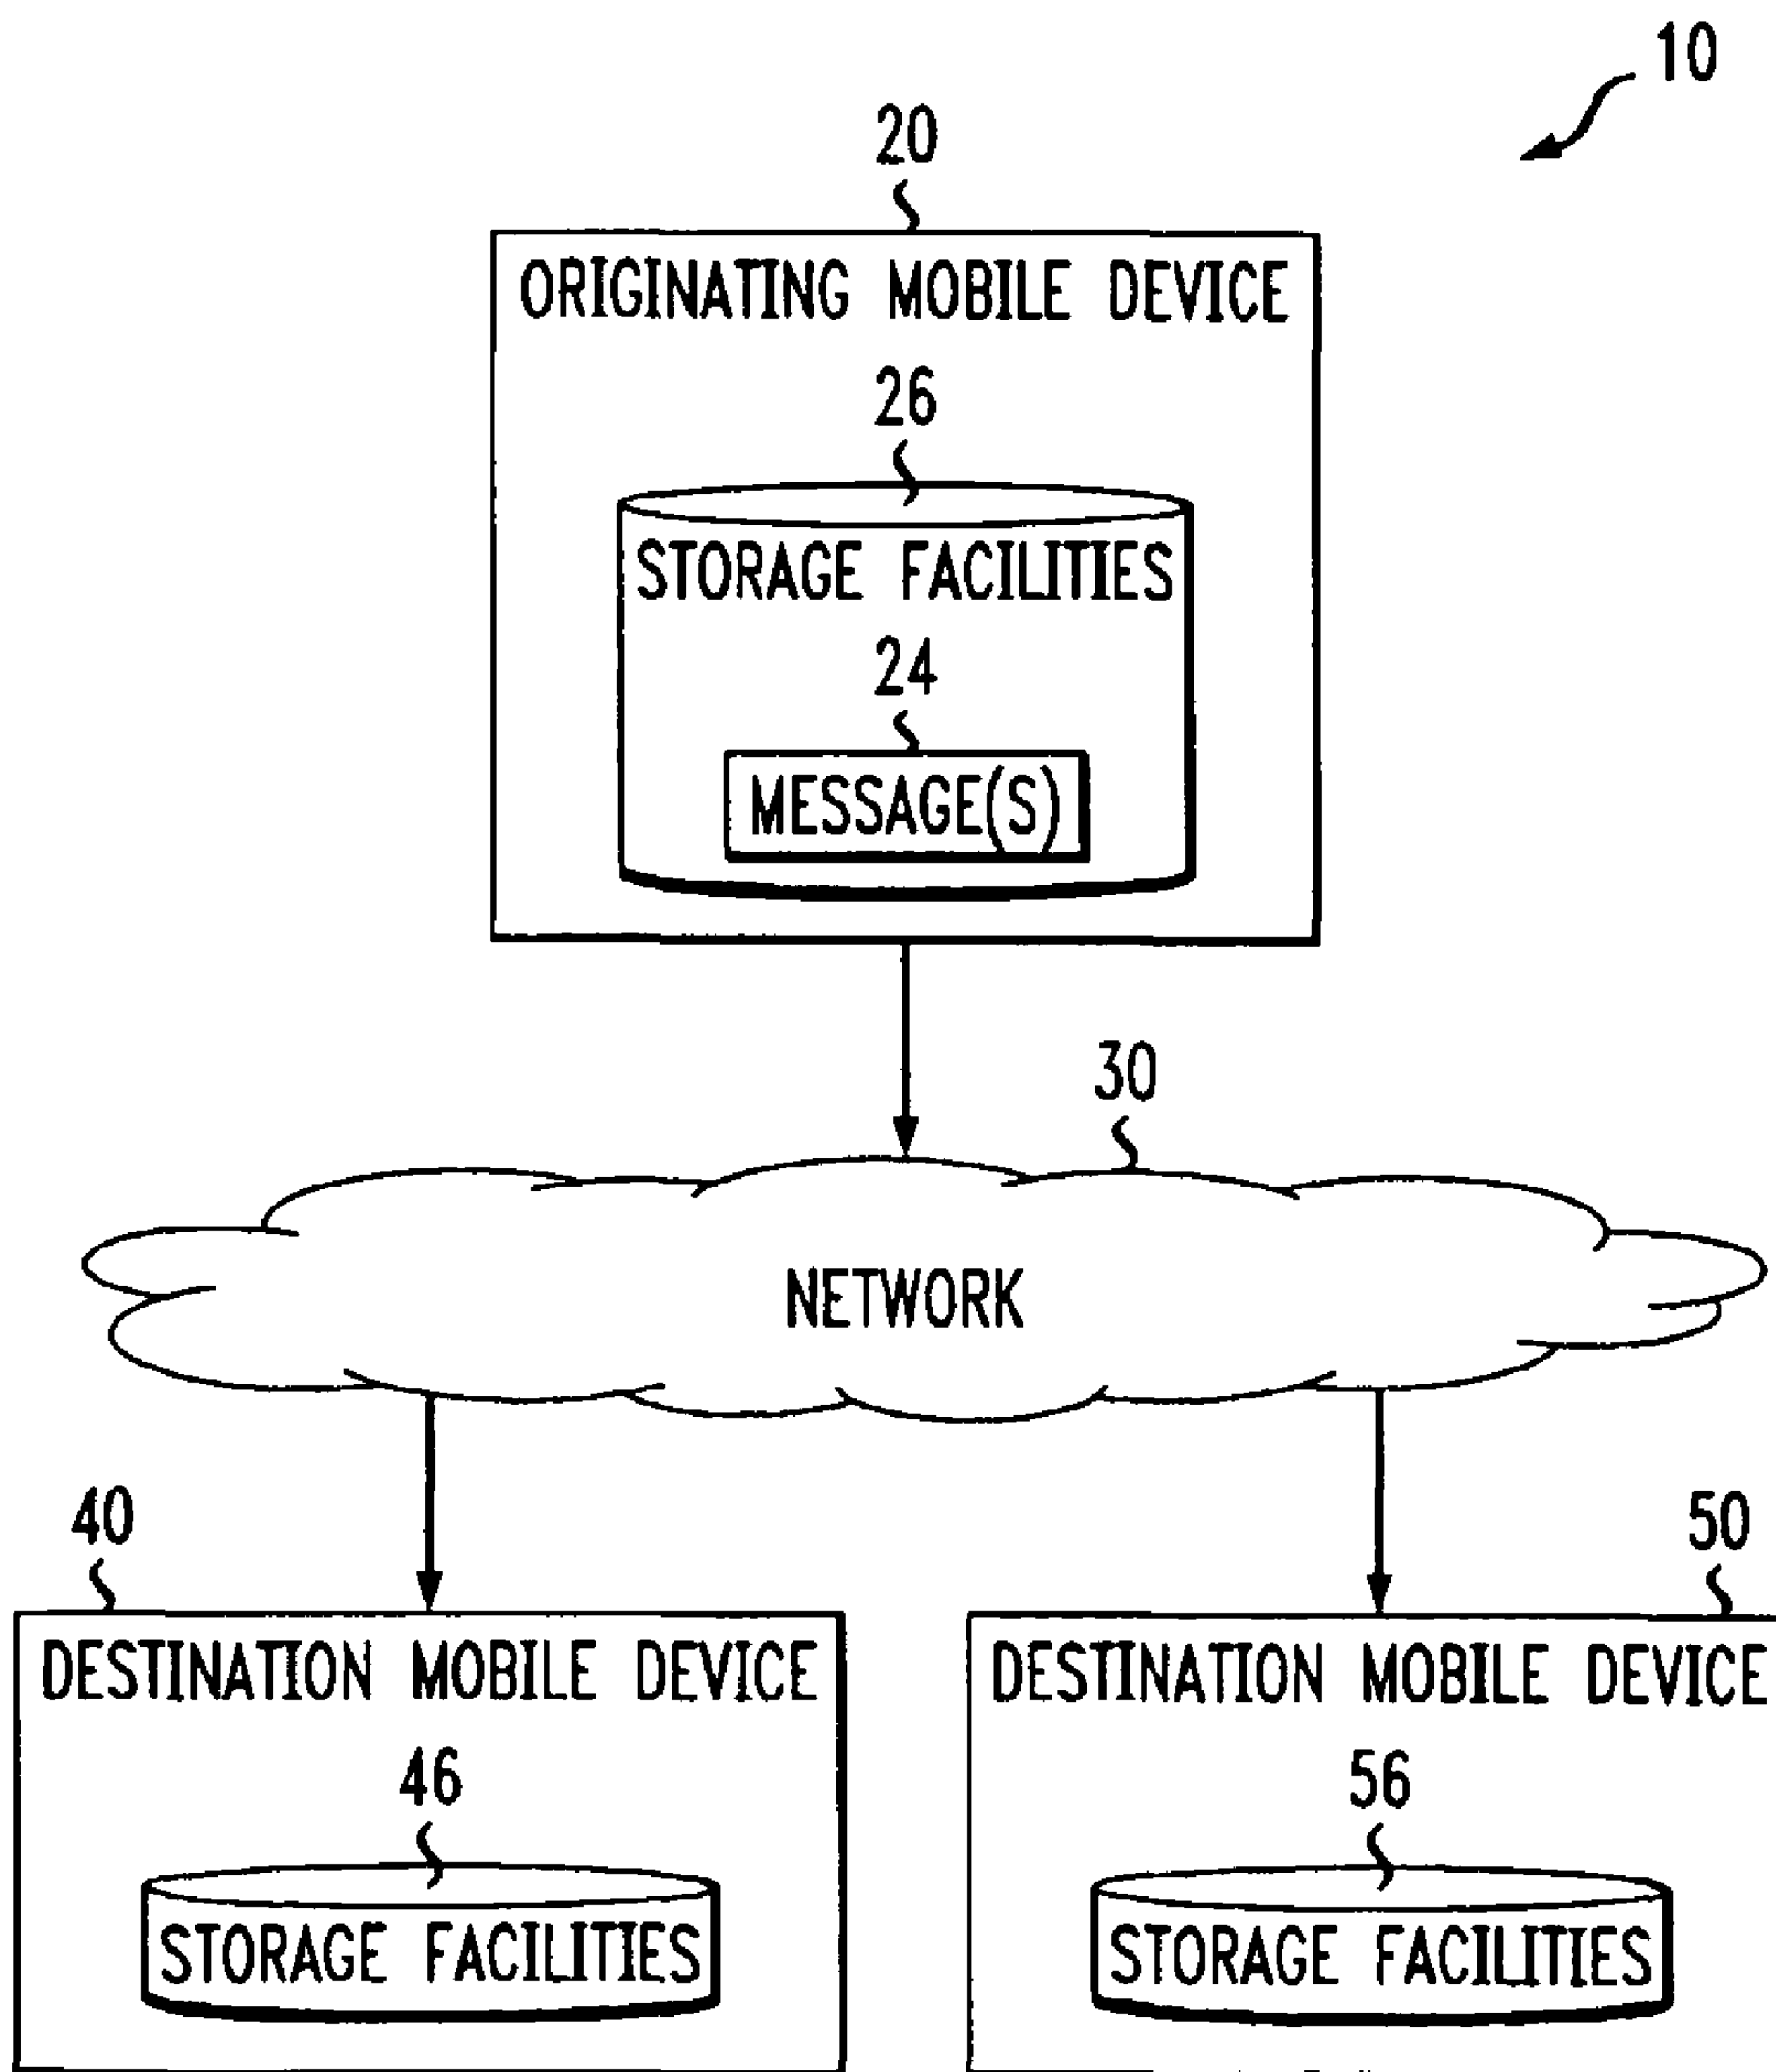 10
20
ORIGINATING MOBILE DEVICE
26
STORAGE FACILITIES
24
MESSAGE(S)
30
NETWORK
40
50
DESTINATION MOBILE DEVICE
DESTINATION MOBILE DEVICE
46
56
STORAGE FACILITIES
STORAGE FACILITIES